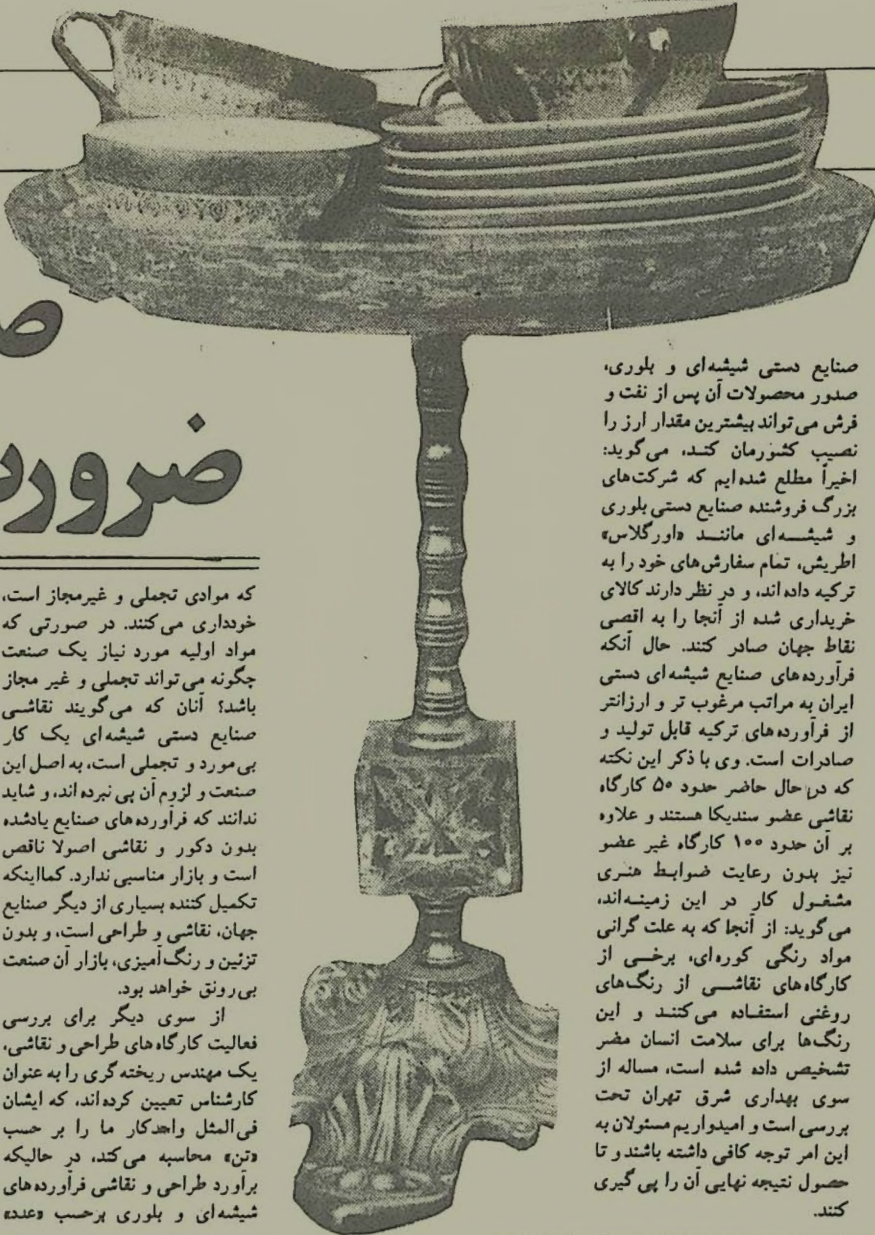 صنایع دستی شیشه‌ای و بلوری،
صدور محصولات آن پس از نفت و
فرش می‌تواند بیشترین مقدار ارز را
نصیب کشورمان کند، می‌گوید:
اخیراً مطلع شده‌ایم که شرکت‌های
بزرگ فروشنده صنایع دستی بلوری
و شیشه‌ای مانند «اورگلاس»
اطریش، تمام سفارش‌های خود را به
ترکیه داده‌اند، و در نظر دارند کالای
خریداری شده از آنجا را به اقصی
نقاط جهان صادر کنند. حال آنکه
فرآورده‌های صنایع شیشه‌ای دستی
ایران به مراتب مرغوب تر و ارزانتر
از فرآورده‌های ترکیه قابل تولید و
صادرات است. وی با ذکر این نکته
که در حال حاضر حدود ۵۰ کارگاه
نقاشی عضو سندیکا هستند و علاوه
بر آن حدود ۱۰۰ کارگاه غیر عضو
نیز بدون رعایت ضوابط هنری
مشغول کار در این زمینه‌اند،
می‌گوید: از آنجا که به علت گرانی
مواد رنگی کوره‌ای، برخی از
کارگاه‌های نقاشی از رنگ‌های
روغنی استفاده می‌کنند و این
رنگ‌ها برای سلامت انسان مضر
تشخیص داده شده است، مساله از
سوی بهداری شرق تهران تحت
بررسی است و امیدواریم مسئولان به
این امر توجه کافی داشته باشند و تا
حصول نتیجه نهایی آن را پی گیری
کنند.
که موادی تجملی و غیرمجاز است،
خودداری می‌کنند. در صورتی که
مواد اولیه مورد نیاز یک صنعت
چگونه می‌تواند تجملی و غیر مجاز
باشد؟ آنان که می‌گویند نقاشی
صنایع دستی شیشه‌ای یک کار
بی‌مورد و تجملی است، به اصل این
صنعت و لزوم آن پی نبرده‌اند، و شاید
ندانند که فرآورده‌های صنایع یادشده
بدون دکور و نقاشی اصولا ناقص
است و بازار مناسبی ندارد. کمااینکه
تکمیل کننده بسیاری از دیگر صنایع
جهان، نقاشی و طراحی است، و بدون
تزئین و رنگ‌آمیزی، بازار آن صنعت
بی‌رونق خواهد بود.
از سوی دیگر برای بررسی
فعالیت کارگاه‌های طراحی و نقاشی،
یک مهندس ریخته‌گری را به عنوان
کارشناس تعیین کرده‌اند، که ایشان
فی‌المثل واحدکار ما را بر حسب
«تن» محاسبه می‌کند، در حالیکه
برآورد طراحی و نقاشی فرآورده‌های
شیشه‌ای و بلوری برحسب «عدد»